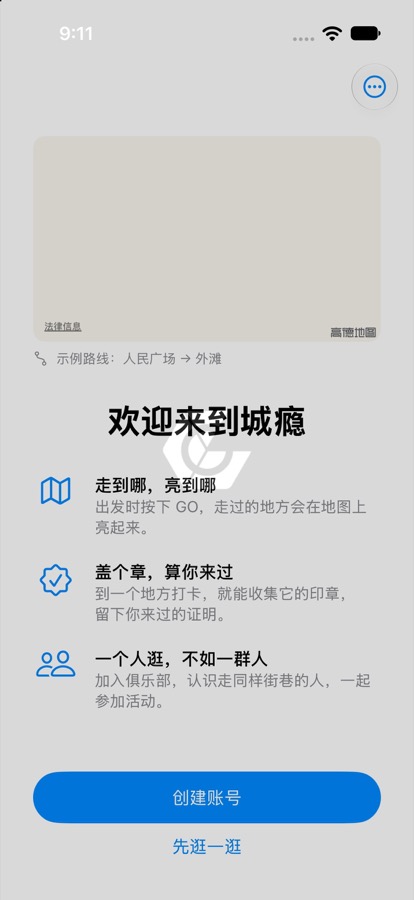 9:11
法律信息
高德地图
示例路线：人民广场 → 外滩
欢迎来到城瘾
走到哪，亮到哪
出发时按下 GO，走过的地方会在地图上
亮起来。
盖个章，算你来过
到一个地方打卡，就能收集它的印章，
留下你来过的证明。
一个人逛，不如一群人
加入俱乐部，认识走同样街巷的人，一起
参加活动。
创建账号
先逛一逛